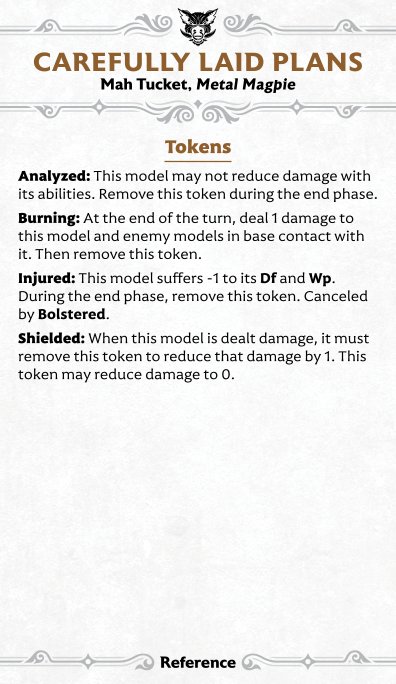 CAREFULLY LAID PLANS
Mah Tucket, Metal Magpie
Tokens
Analyzed: This model may not reduce damage with
its abilities. Remove this token during the end phase.
Burning: At the end of the turn, deal 1 damage to
this model and enemy models in base contact with
it. Then remove this token.
Injured: This model suffers -1 to its Df and Wp.
During the end phase, remove this token. Canceled
by Bolstered.
Shielded: When this model is dealt damage, it must
remove this token to reduce that damage by 1. This
token may reduce damage to 0.
Reference